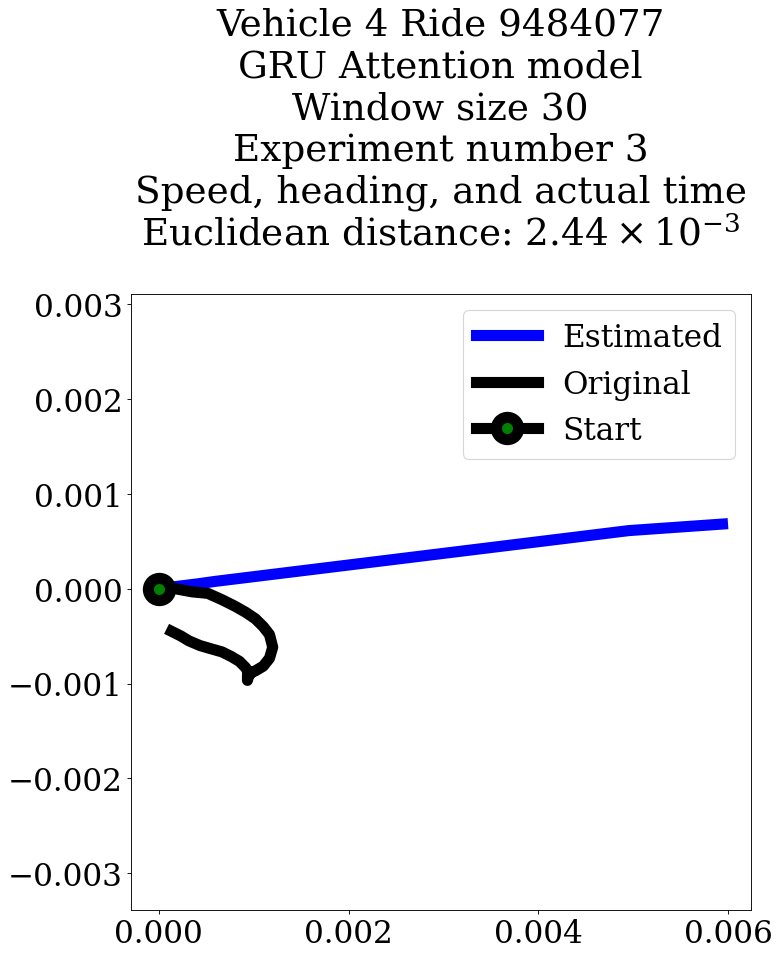 Vehicle 4 Ride 9484077
GRU Attention model
Window size 30
Experiment number 3
Speed, heading, and actual time
Euclidean distance: 2.44 × 10⁻³
0.003
0.002
0.001
0.000
−0.001
−0.002
−0.003
Estimated
Original
Start
0.000 0.002 0.004 0.006